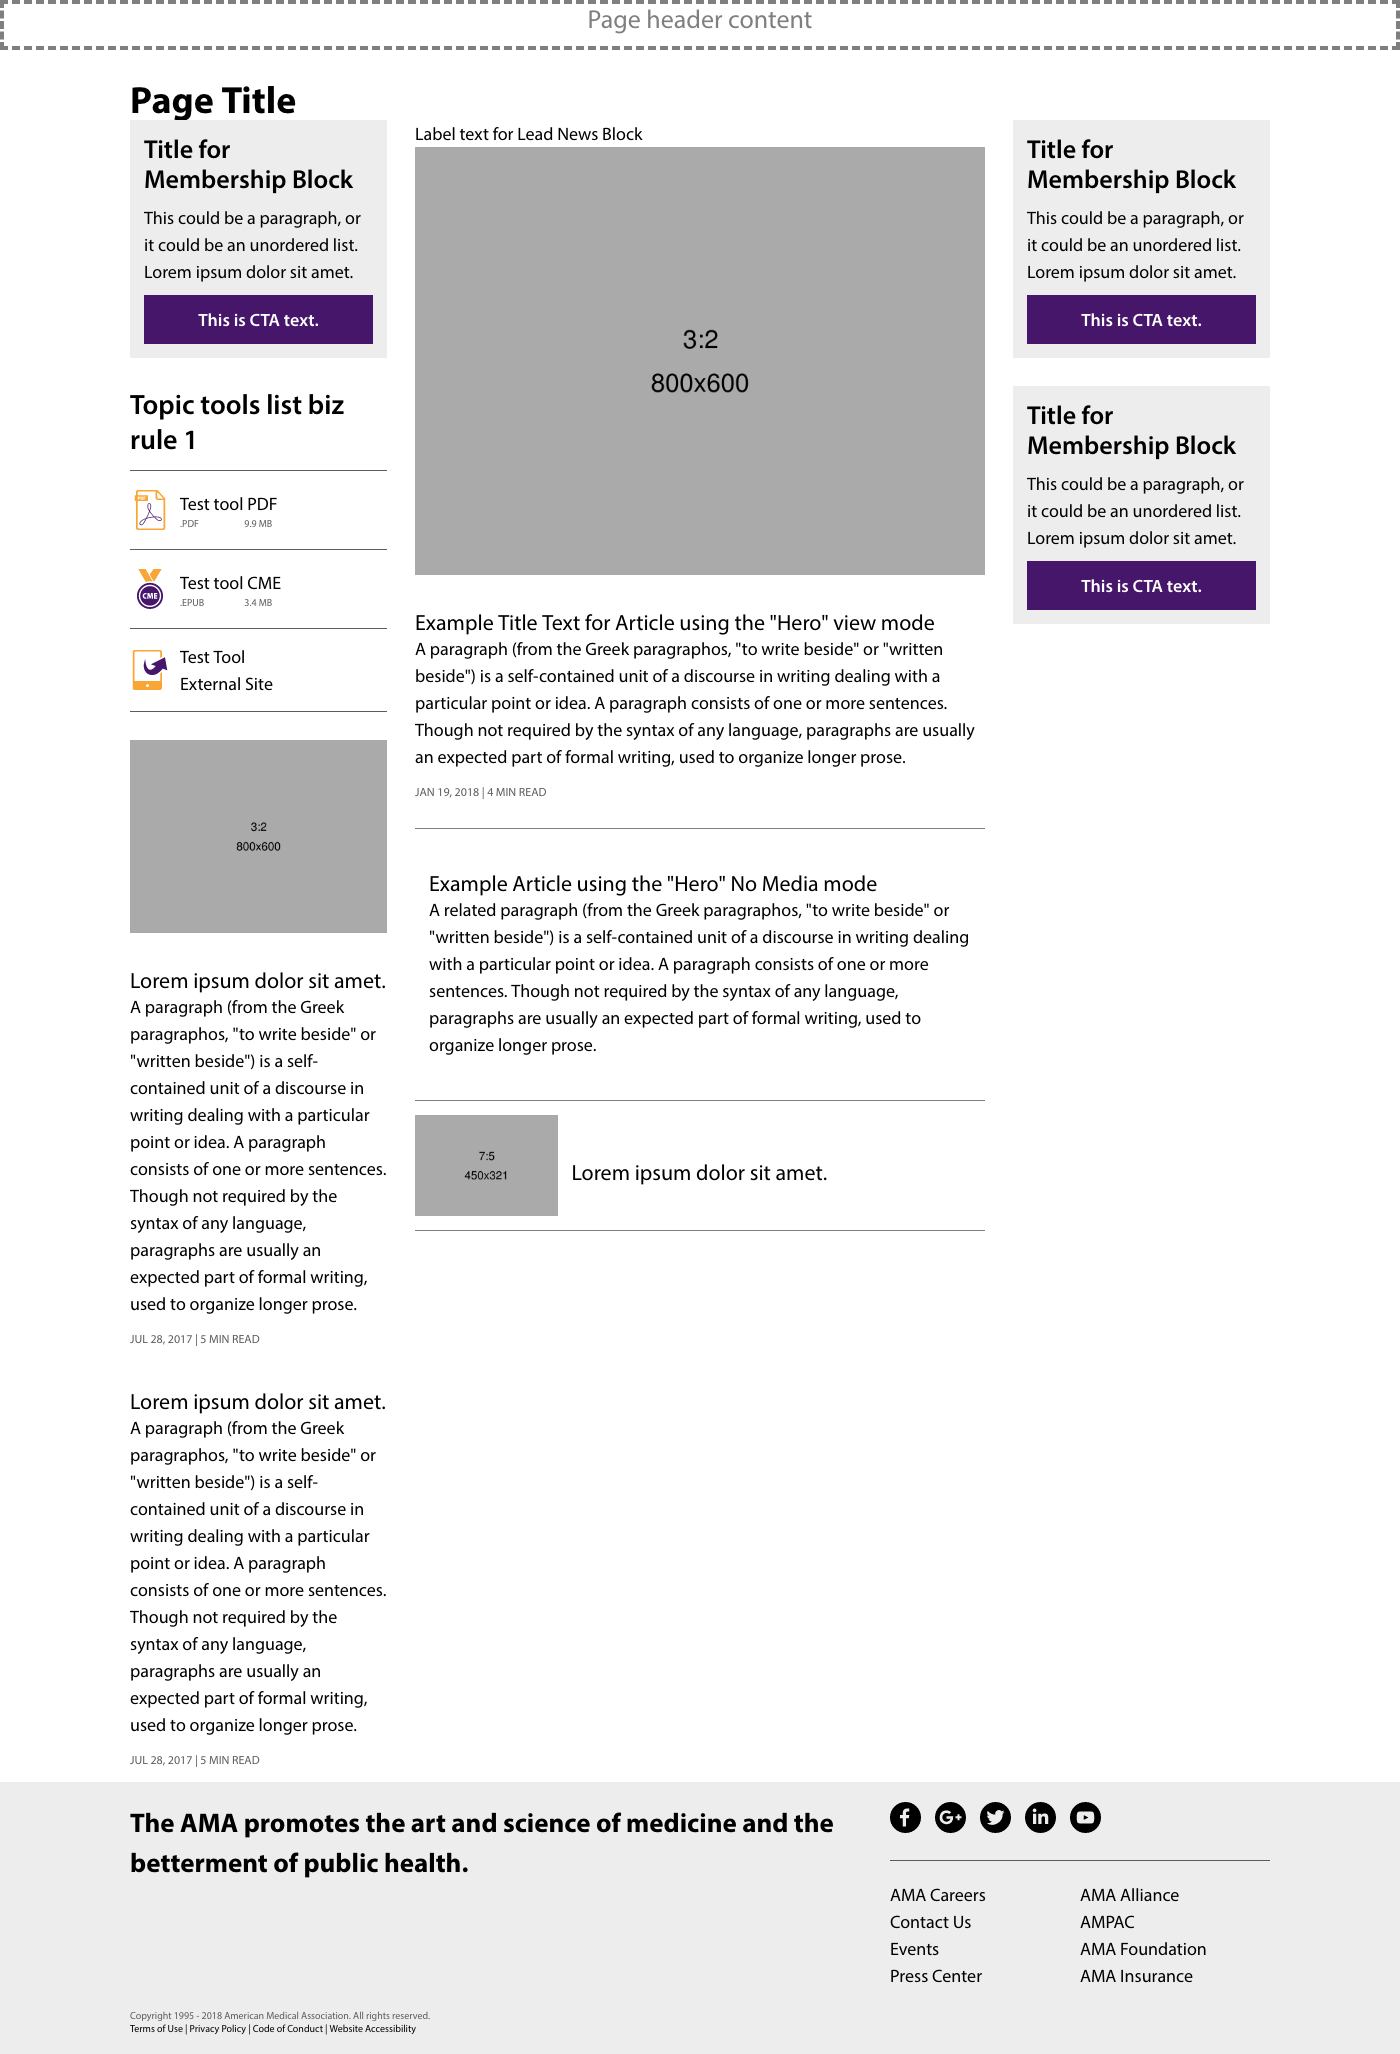 Page header content
Page Title
Title for
Membership Block
This could be a paragraph, or
it could be an unordered list.
Lorem ipsum dolor sit amet.
This is CTA text.
Topic tools list biz
rule 1
Test tool PDF
.PDF 9.9 MB
CME
Test tool CME
.EPUB 3.4 MB
Test Tool
External Site
3:2
800x600
Lorem ipsum dolor sit amet.
A paragraph (from the Greek
paragraphos, "to write beside" or
"written beside") is a self-
contained unit of a discourse in
writing dealing with a particular
point or idea. A paragraph
consists of one or more sentences.
Though not required by the
syntax of any language,
paragraphs are usually an
expected part of formal writing,
used to organize longer prose.
JUL 28, 2017 | 5 MIN READ
Lorem ipsum dolor sit amet.
A paragraph (from the Greek
paragraphos, "to write beside" or
"written beside") is a self-
contained unit of a discourse in
writing dealing with a particular
point or idea. A paragraph
consists of one or more sentences.
Though not required by the
syntax of any language,
paragraphs are usually an
expected part of formal writing,
used to organize longer prose.
JUL 28, 2017 | 5 MIN READ
Label text for Lead News Block
3:2
800x600
Example Title Text for Article using the "Hero" view mode
A paragraph (from the Greek paragraphos, "to write beside" or "written
beside") is a self-contained unit of a discourse in writing dealing with a
particular point or idea. A paragraph consists of one or more sentences.
Though not required by the syntax of any language, paragraphs are usually
an expected part of formal writing, used to organize longer prose.
JAN 19, 2018 | 4 MIN READ
Example Article using the "Hero" No Media mode
A related paragraph (from the Greek paragraphos, "to write beside" or
"written beside") is a self-contained unit of a discourse in writing dealing
with a particular point or idea. A paragraph consists of one or more
sentences. Though not required by the syntax of any language,
paragraphs are usually an expected part of formal writing, used to
organize longer prose.
7:5
450x321
Lorem ipsum dolor sit amet.
Title for
Membership Block
This could be a paragraph, or
it could be an unordered list.
Lorem ipsum dolor sit amet.
This is CTA text.
Title for
Membership Block
This could be a paragraph, or
it could be an unordered list.
Lorem ipsum dolor sit amet.
This is CTA text.
The AMA promotes the art and science of medicine and the
betterment of public health.
AMA Careers
Contact Us
Events
Press Center
AMA Alliance
AMPAC
AMA Foundation
AMA Insurance
Copyright 1995 - 2018 American Medical Association. All rights reserved.
Terms of Use | Privacy Policy | Code of Conduct | Website Accessibility